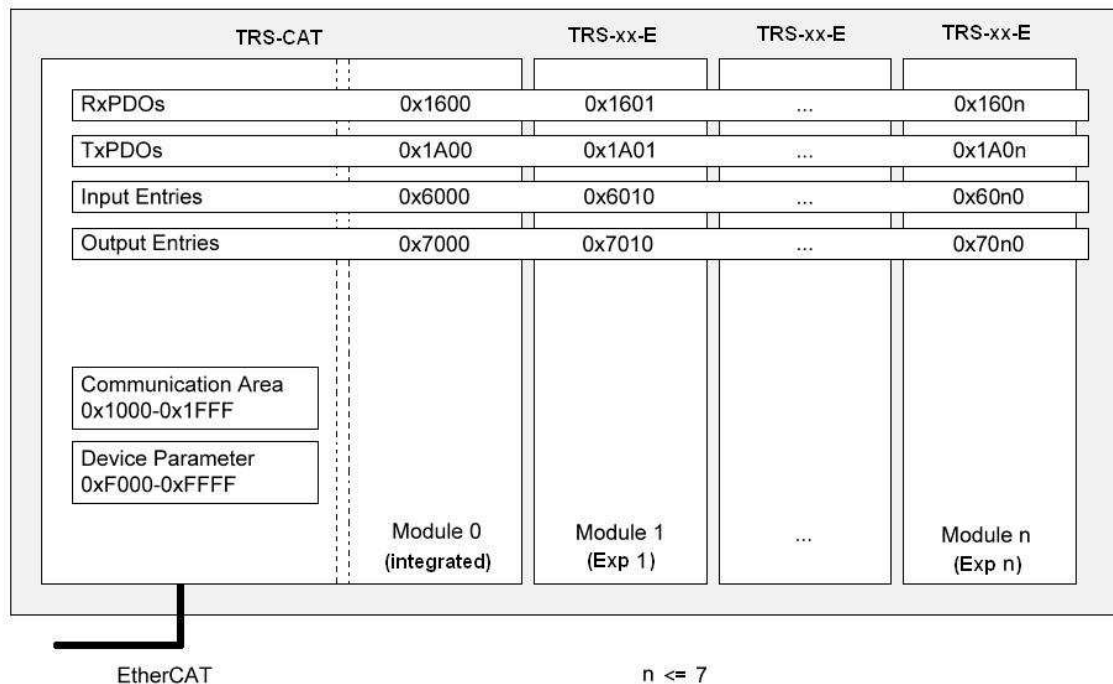 TRS-CAT TRS-xx-E TRS-xx-E TRS-xx-E
RxPDOs 0x1600 0x1601 ... 0x160n
TxPDOs 0x1A00 0x1A01 ... 0x1A0n
Input Entries 0x6000 0x6010 ... 0x60n0
Output Entries 0x7000 0x7010 ... 0x70n0
Communication Area
0x1000-0x1FFF
Device Parameter
0xF000-0xFFFF
Module 0
(integrated)
Module 1
(Exp 1)
...
Module n
(Exp n)
EtherCAT
n <= 7